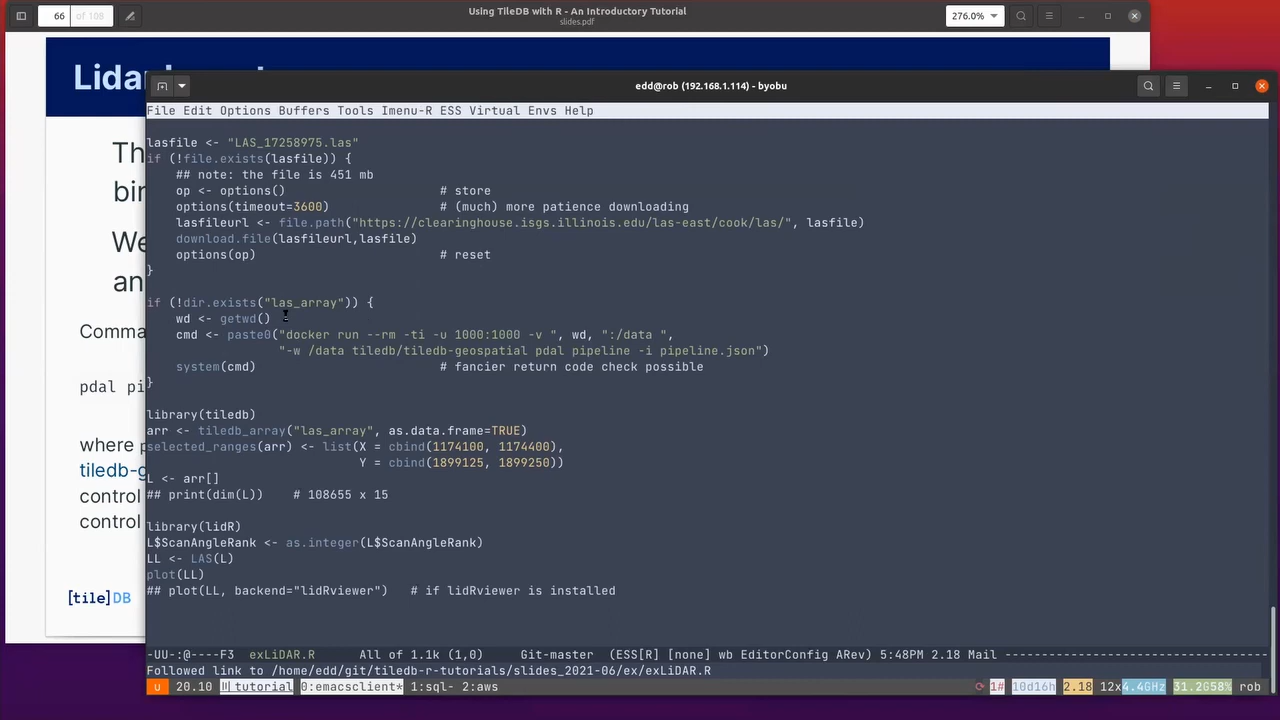 66 of 108
Using TileDB with R - An Introductory Tutorial
slides.pdf
276.0%
edd@rob (192.168.1.114) - byobu
File Edit Options Buffers Tools Imenu-R ESS Virtual Envs Help
lasfile <- "LAS_17258975.las"
if (!file.exists(lasfile)) {
    ## note: the file is 451 mb
    op <- options()                     # store
    options(timeout=3600)               # (much) more patience downloading
    lasfileurl <- file.path("https://clearinghouse.isgs.illinois.edu/las-east/cook/las/", lasfile)
    download.file(lasfileurl,lasfile)
    options(op)                         # reset
}
if (!dir.exists("las_array")) {
    wd <- getwd()
    cmd <- paste0("docker run --rm -ti -u 1000:1000 -v ", wd, ":/data ",
                  "-w /data tiledb/tiledb-geospatial pdal pipeline -i pipeline.json")
    system(cmd)                         # fancier return code check possible
}
library(tiledb)
arr <- tiledb_array("las_array", as.data.frame=TRUE)
selected_ranges(arr) <- list(X = cbind(1174100, 1174400),
                             Y = cbind(1899125, 1899250))
L <- arr[]
## print(dim(L))    # 108655 x 15
library(lidR)
L$ScanAngleRank <- as.integer(L$ScanAngleRank)
LL <- LAS(L)
plot(LL)
## plot(LL, backend="lidRviewer")   # if lidRviewer is installed
-UU-:@----F3  exLiDAR.R      All of 1.1k (1,0)      Git-master  (ESS[R] [none] wb EditorConfig ARev) 5:48PM 2.18 Mail
Followed link to /home/edd/git/tiledb-r-tutorials/slides_2021-06/ex/exLiDAR.R
u 20.10 tutorial 0:emacsclient* 1:sql- 2:aws 1# 10d16h 2.18 12x4.4GHz 31.2G58% rob
Th
bin
We
an
Comma
pdal pi
where
tiledb-g
control
control
[tile]DB